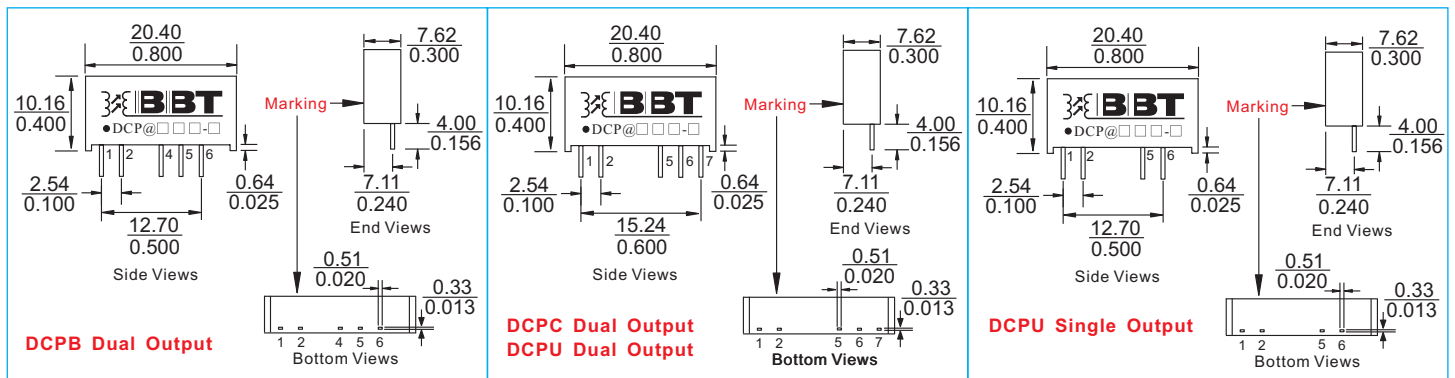 20.40
0.800
7.62
0.300
10.16
0.400
BBT
●DCP@□□□-□
Marking
4.00
0.156
1 2 4 5 6
2.54
0.100
0.64
0.025
7.11
0.240
12.70
0.500
End Views
Side Views
0.51
0.020
0.33
0.013
DCPB Dual Output
1 2 4 5 6
Bottom Views
20.40
0.800
7.62
0.300
10.16
0.400
BBT
●DCP@□□□-□
Marking
4.00
0.156
1 2 5 6 7
2.54
0.100
0.64
0.025
7.11
0.240
15.24
0.600
End Views
Side Views
0.51
0.020
0.33
0.013
DCPC Dual Output
DCPU Dual Output
1 2 5 6 7
Bottom Views
20.40
0.800
7.62
0.300
10.16
0.400
BBT
●DCP@□□□-□
Marking
4.00
0.156
1 2 5 6
2.54
0.100
0.64
0.025
7.11
0.240
12.70
0.500
End Views
Side Views
0.51
0.020
0.33
0.013
DCPU Single Output
1 2 5 6
Bottom Views